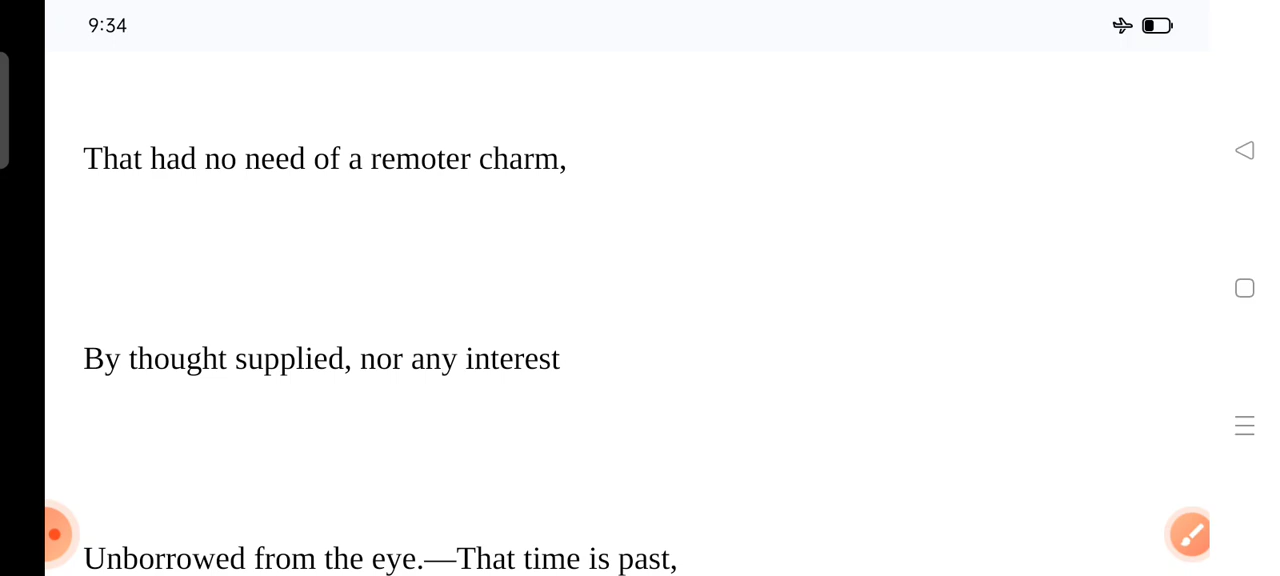 9:34
That had no need of a remoter charm,
By thought supplied, nor any interest
Unborrowed from the eye.—That time is past,